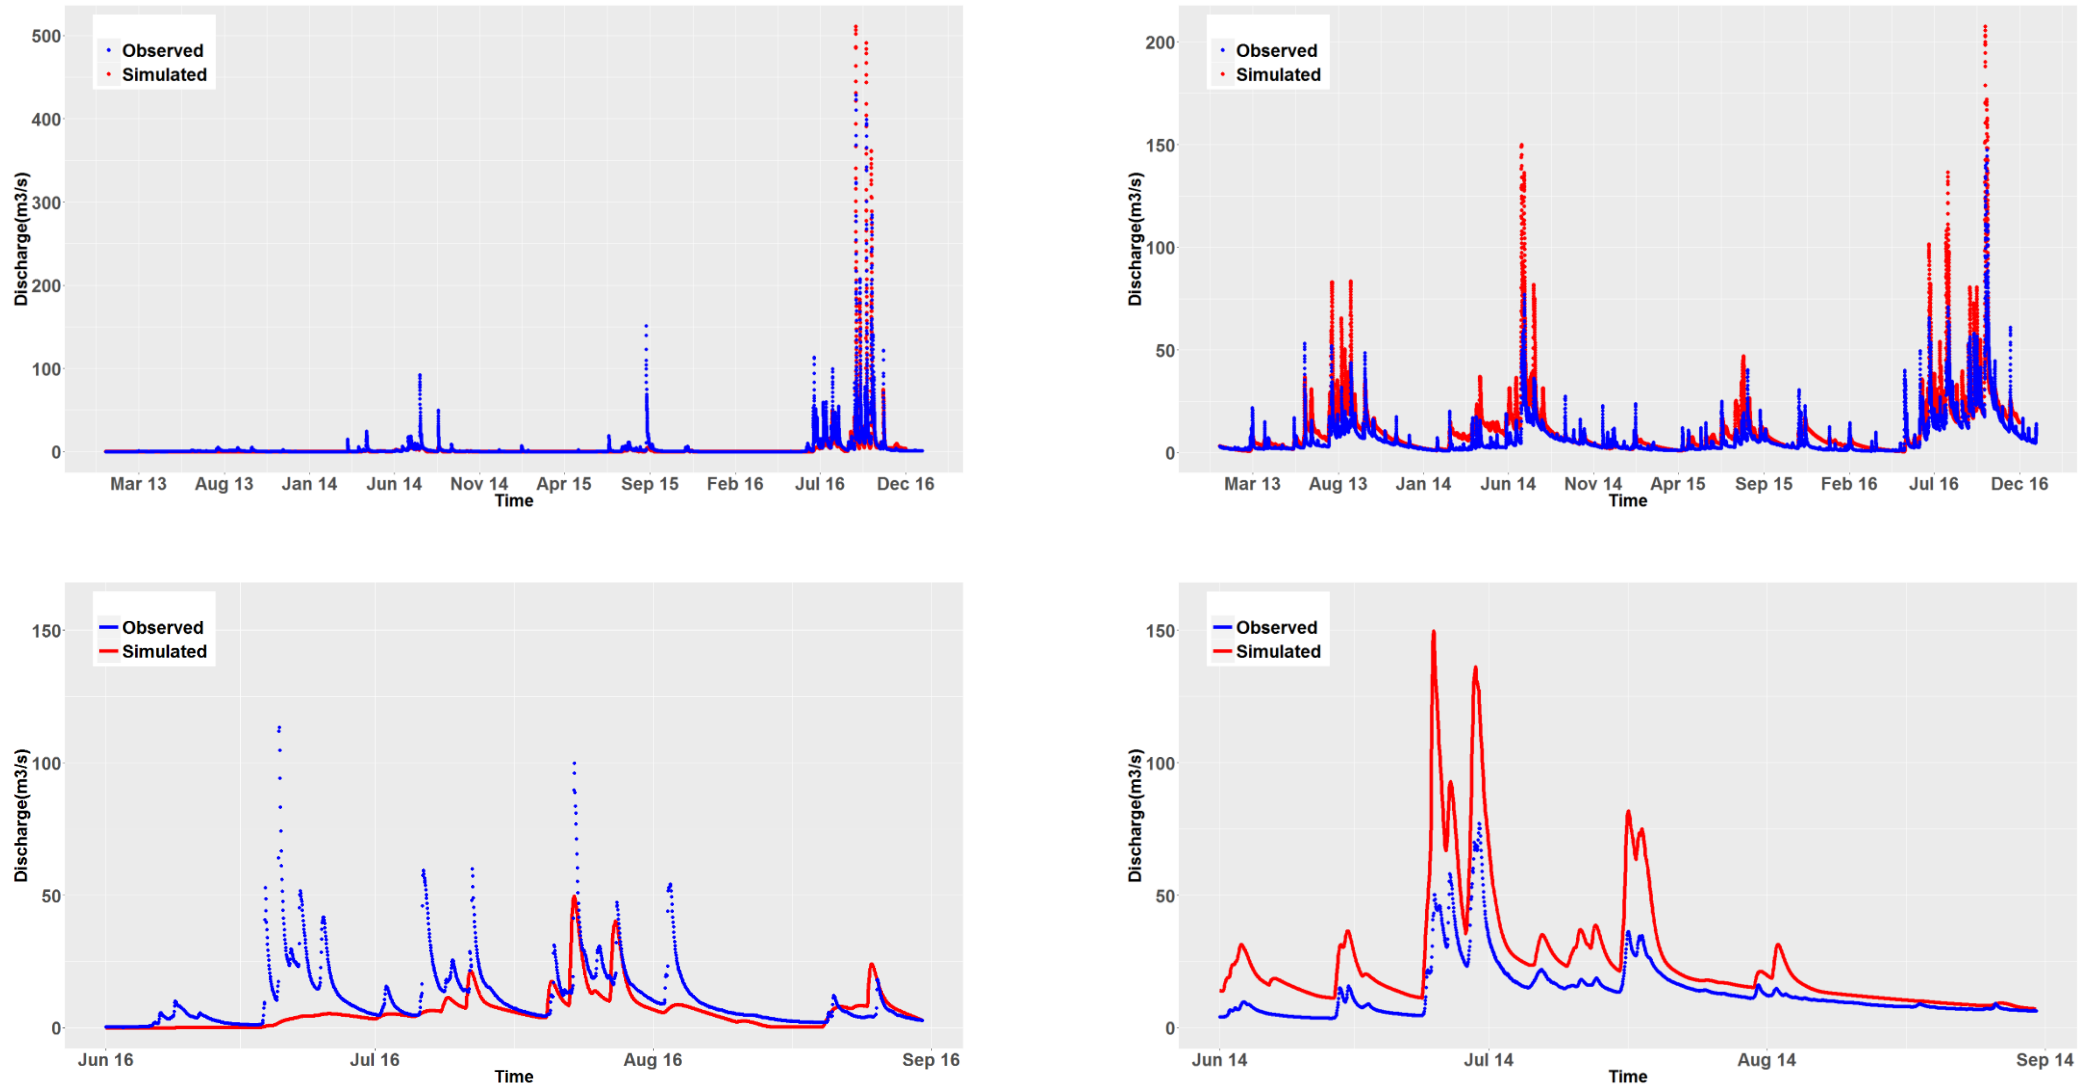 500
400
300
200
100
0
Discharge(m3/s)
Observed
Simulated
Mar 13 Aug 13 Jan 14 Jun 14 Nov 14 Apr 15 Sep 15 Feb 16 Jul 16 Dec 16
Time
200
150
100
50
0
Discharge(m3/s)
Observed
Simulated
Mar 13 Aug 13 Jan 14 Jun 14 Nov 14 Apr 15 Sep 15 Feb 16 Jul 16 Dec 16
Time
150
100
50
0
Discharge(m3/s)
Observed
Simulated
Jun 16 Jul 16 Aug 16 Sep 16
Time
150
100
50
0
Discharge(m3/s)
Observed
Simulated
Jun 14 Jul 14 Aug 14 Sep 14
Time